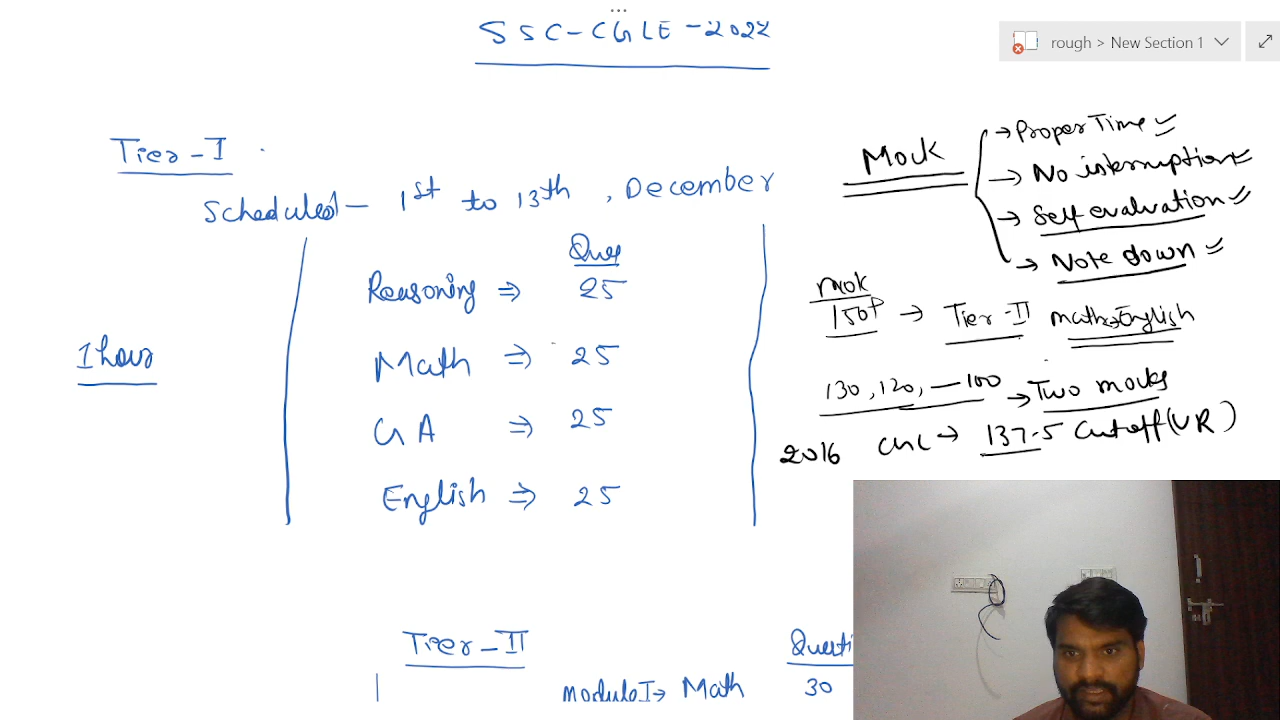 SSC-CGLE-2022
rough > New Section 1
Tier-I
Scheduled- 1st to 13th, December
Ques
Reasoning ⇒ 25
1 hour
Math ⇒ 25
GA ⇒ 25
English ⇒ 25
Mock
→ Proper Time
→ No interruption
→ Self evaluation
→ Note down
mok
150+ → Tier-II Math+English
130, 120, — 100 → Two mocks
2016 CGL → 137.5 Cutoff (UR)
Tier-II
Questi
Module I → Math 30